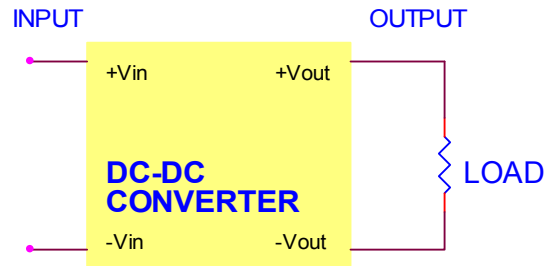 INPUT
OUTPUT
+Vin
+Vout
DC-DC
CONVERTER
LOAD
-Vin
-Vout